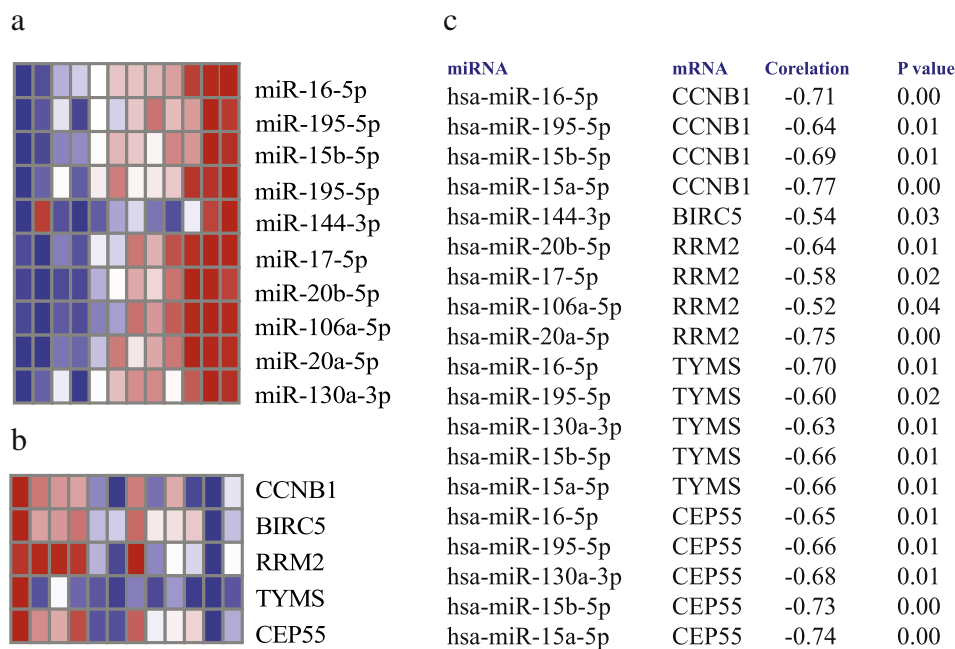 a
miR-16-5p
miR-195-5p
miR-15b-5p
miR-195-5p
miR-144-3p
miR-17-5p
miR-20b-5p
miR-106a-5p
miR-20a-5p
miR-130a-3p
b
CCNB1
BIRC5
RRM2
TYMS
CEP55
c
miRNA mRNA Corelation P value
hsa-miR-16-5p CCNB1 -0.71 0.00
hsa-miR-195-5p CCNB1 -0.64 0.01
hsa-miR-15b-5p CCNB1 -0.69 0.01
hsa-miR-15a-5p CCNB1 -0.77 0.00
hsa-miR-144-3p BIRC5 -0.54 0.03
hsa-miR-20b-5p RRM2 -0.64 0.01
hsa-miR-17-5p RRM2 -0.58 0.02
hsa-miR-106a-5p RRM2 -0.52 0.04
hsa-miR-20a-5p RRM2 -0.75 0.00
hsa-miR-16-5p TYMS -0.70 0.01
hsa-miR-195-5p TYMS -0.60 0.02
hsa-miR-130a-3p TYMS -0.63 0.01
hsa-miR-15b-5p TYMS -0.66 0.01
hsa-miR-15a-5p TYMS -0.66 0.01
hsa-miR-16-5p CEP55 -0.65 0.01
hsa-miR-195-5p CEP55 -0.66 0.01
hsa-miR-130a-3p CEP55 -0.68 0.01
hsa-miR-15b-5p CEP55 -0.73 0.00
hsa-miR-15a-5p CEP55 -0.74 0.00